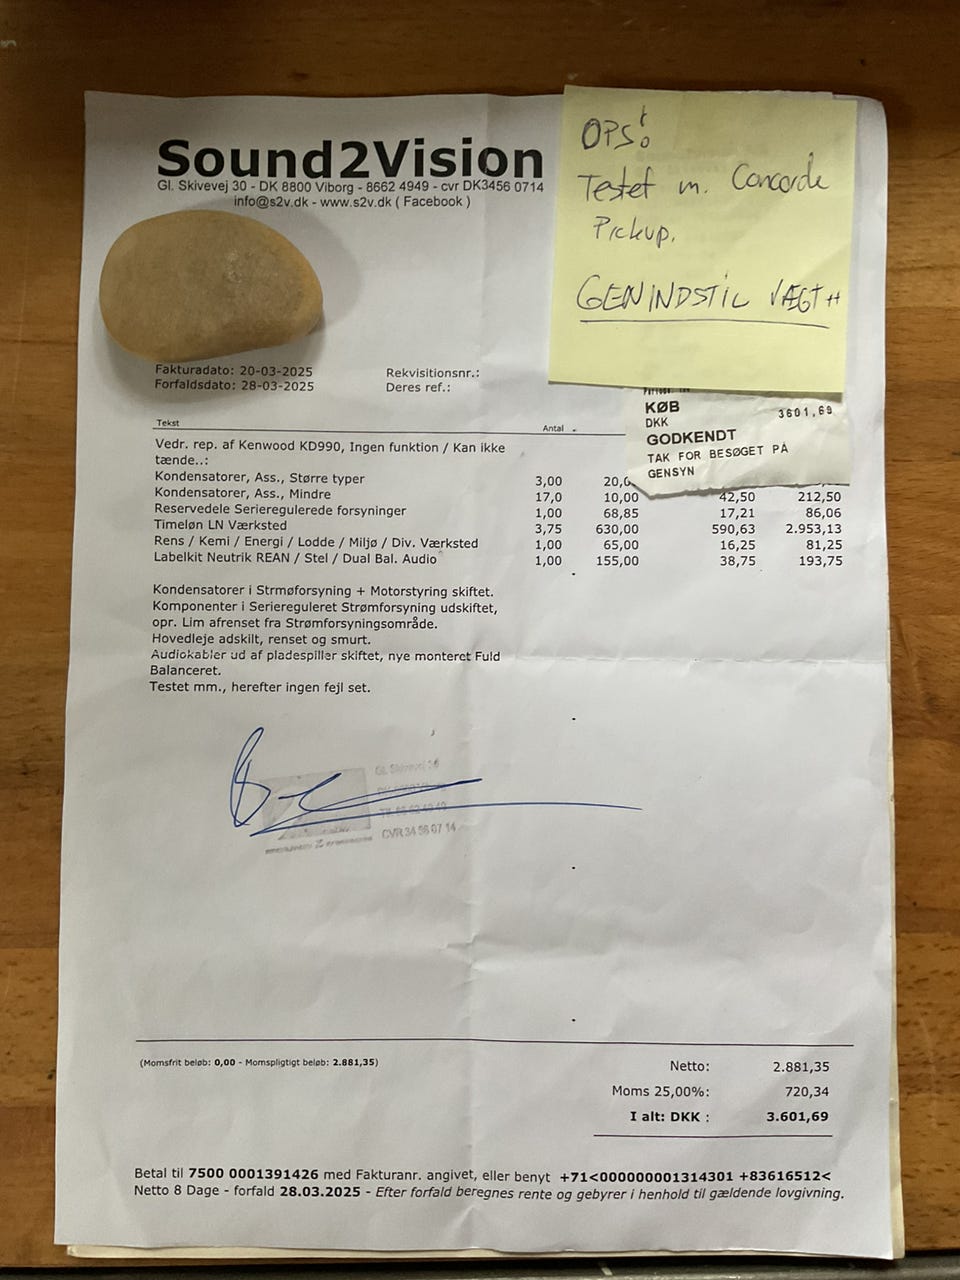 Sound2Vision
Gl. Skivevej 30 - DK 8800 Viborg - 8662 4949 - cvr DK3456 0714
info@s2v.dk - www.s2v.dk ( Facebook )
OPS!
Testet m. Concorde
Pickup.
GENINDSTIL VÆGT
Fakturadato: 20-03-2025
Forfaldsdato: 28-03-2025
Rekvisitionsnr.:
Deres ref.:
KØB 3601,69
DKK
GODKENDT
TAK FOR BESØGET PÅ
GENSYN
Tekst Antal
Vedr. rep. af Kenwood KD990, Ingen funktion / Kan ikke
tænde..:
Kondensatorer, Ass., Større typer 3,00
Kondensatorer, Ass., Mindre 17,0 10,00 42,50 212,50
Reservedele Serieregulerede forsyninger 1,00 68,85 17,21 86,06
Timeløn LN Værksted 3,75 630,00 590,63 2.953,13
Rens / Kemi / Energi / Lodde / Miljø / Div. Værksted 1,00 65,00 16,25 81,25
Labelkit Neutrik REAN / Stel / Dual Bal. Audio 1,00 155,00 38,75 193,75
Kondensatorer i Strmøforsyning + Motorstyring skiftet.
Komponenter i Seriereguleret Strømforsyning udskiftet,
opr. Lim afrenset fra Strømforsyningsområde.
Hovedleje adskilt, renset og smurt.
Audiokabler ud af pladespiller skiftet, nye monteret Fuld
Balanceret.
Testet mm., herefter ingen fejl set.
Gl. Skivevej 30
CVR 34 56 07 14
(Momsfrit beløb: 0,00 - Momspligtigt beløb: 2.881,35)
Netto: 2.881,35
Moms 25,00%: 720,34
I alt: DKK : 3.601,69
Betal til 7500 0001391426 med Fakturanr. angivet, eller benyt +71<000000001314301 +83616512<
Netto 8 Dage - forfald 28.03.2025 - Efter forfald beregnes rente og gebyrer i henhold til gældende lovgivning.